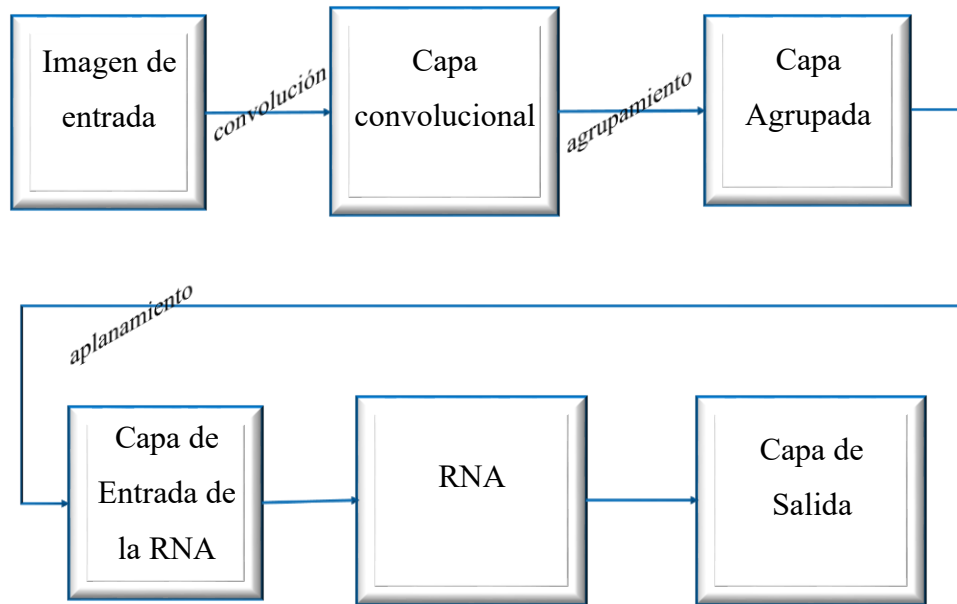 Imagen de
entrada
convolución
Capa
convolucional
agrupamiento
Capa
Agrupada
aplanamiento
Capa de
Entrada de
la RNA
RNA
Capa de
Salida